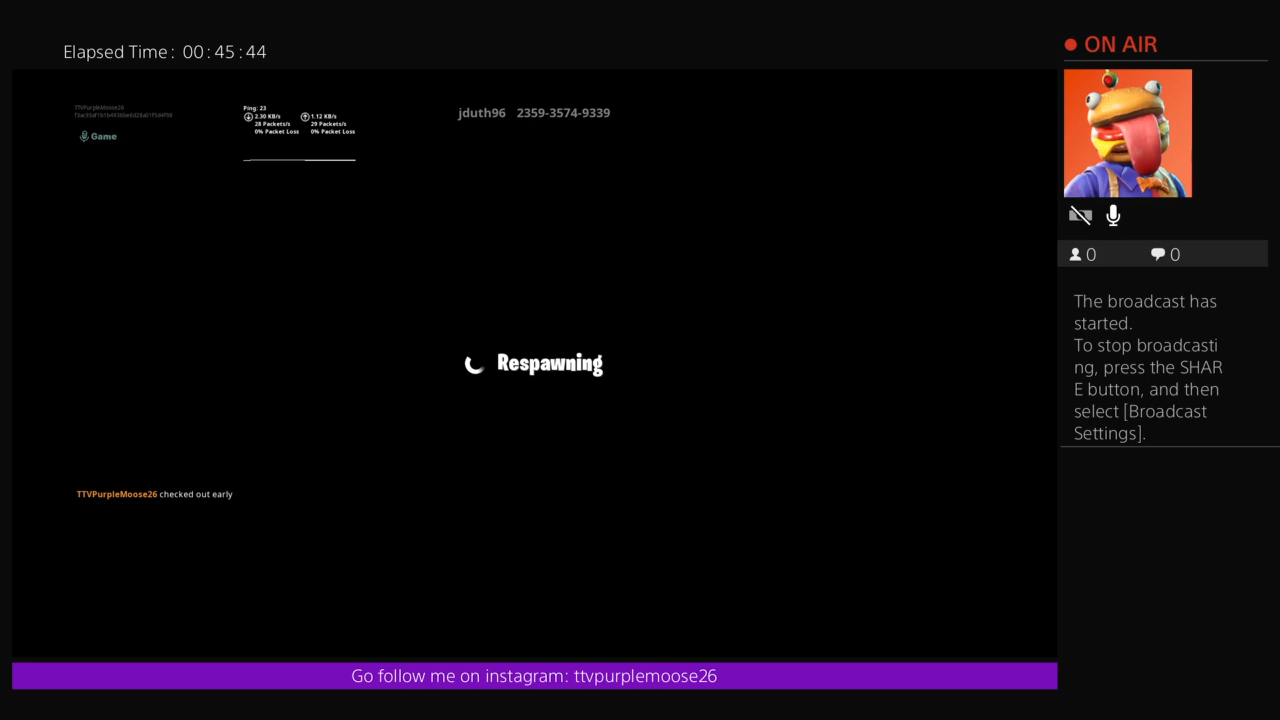 Elapsed Time: 00:45:44
ON AIR
TTVPurpleMoose26
Game
Ping: 23
2.30 KB/s 1.12 KB/s
28 Packets/s 29 Packets/s
0% Packet Loss 0% Packet Loss
jduth96 2359-3574-9339
0 0
The broadcast has
started.
To stop broadcasti
ng, press the SHAR
E button, and then
select [Broadcast
Settings].
Respawning
TTVPurpleMoose26 checked out early
Go follow me on instagram: ttvpurplemoose26